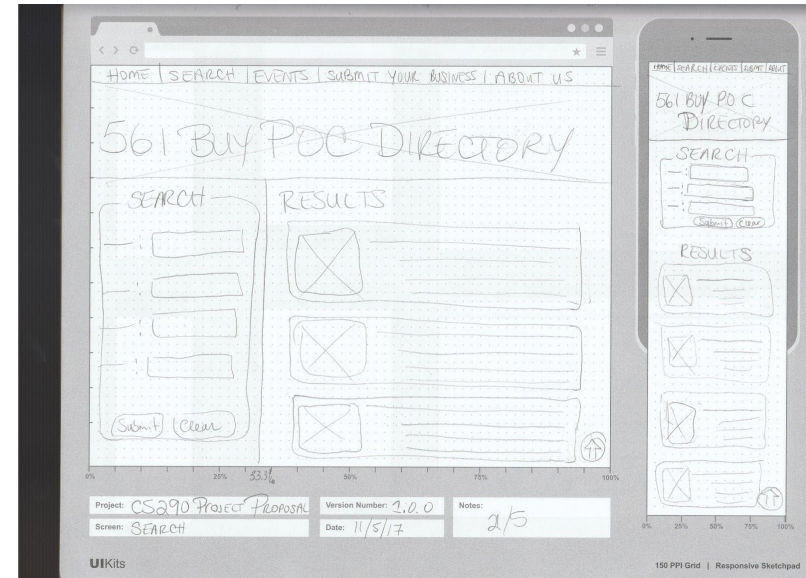 HOME | SEARCH | EVENTS | SUBMIT YOUR BUSINESS | ABOUT US
561 BUY POC DIRECTORY
SEARCH
Submit
Clear
RESULTS
0%
25%
33.3%
50%
75%
100%
Project: CS290 PROJECT PROPOSAL
Screen: SEARCH
Version Number: 1.0.0
Date: 11/5/17
Notes:
2/5
UIKits
HOME | SEARCH | EVENTS | SUBMIT | ABOUT
561 BUY POC
DIRECTORY
SEARCH
Submit
Clear
RESULTS
0%
25%
50%
75%
100%
150 PPI Grid | Responsive Sketchpad